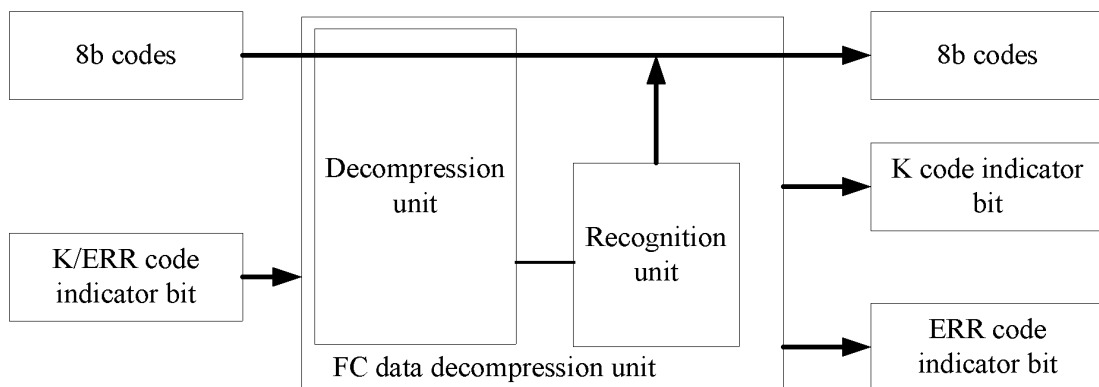 8b codes
8b codes
Decompression
unit
K code indicator
bit
Recognition
unit
K/ERR code
indicator bit
ERR code
indicator bit
FC data decompression unit